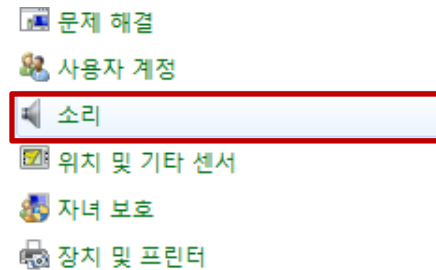 문제 해결
사용자 계정
소리
위치 및 기타 센서
자녀 보호
장치 및 프린터